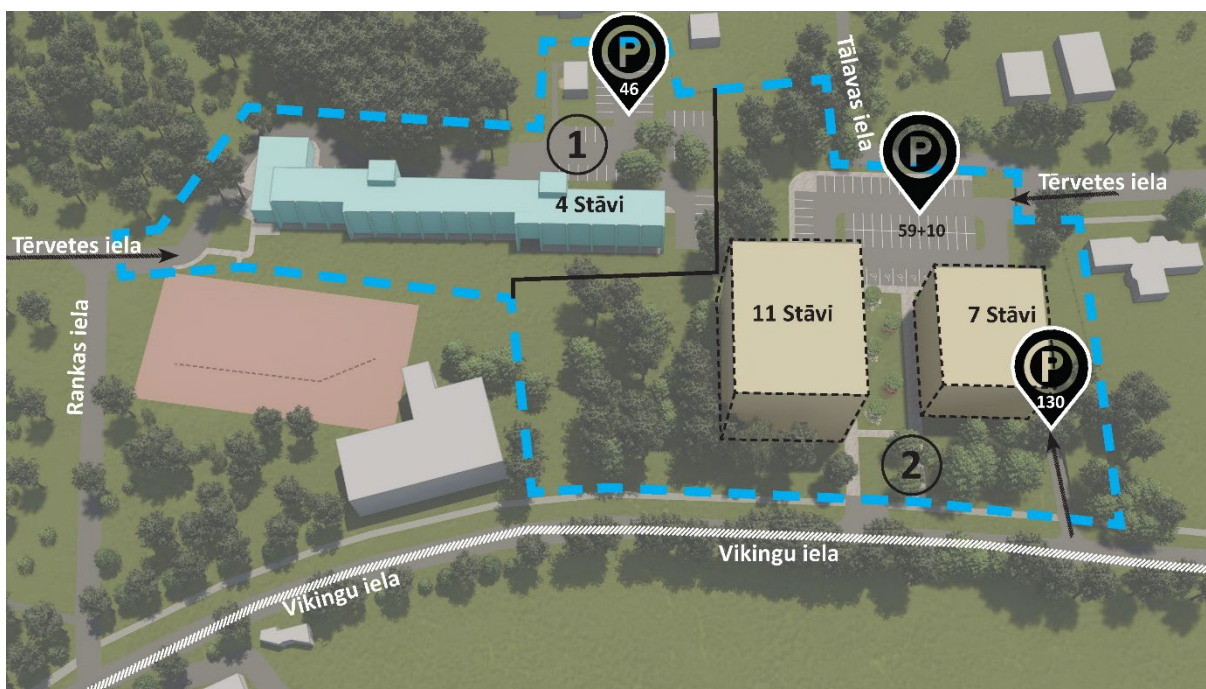 P
46
1
Tālavas iela
P
59+10
Tērvetes iela
4 Stāvi
Tērvetes iela
11 Stāvi
7 Stāvi
P
130
Rankas iela
2
Vikingu iela
Vikingu iela